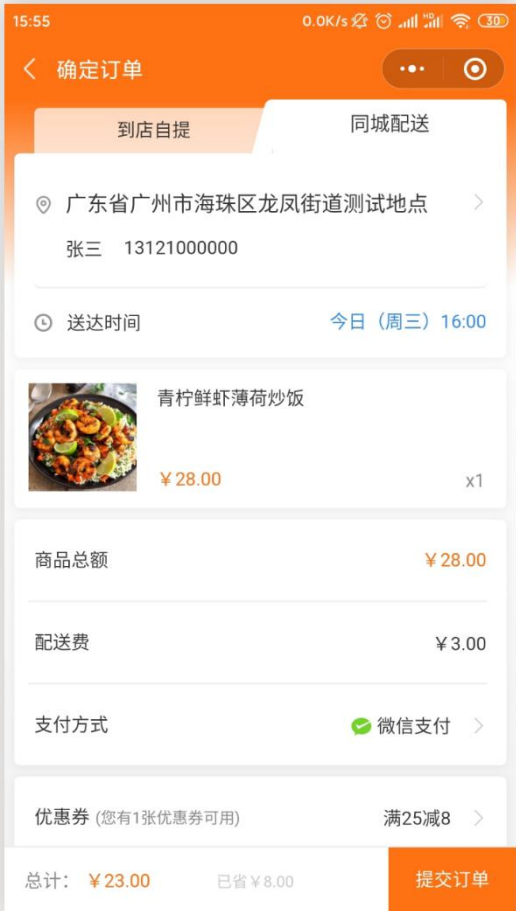 15:55 0.0K/s HD 30
确定订单
到店自提 同城配送
广东省广州市海珠区龙凤街道测试地点
张三 13121000000
送达时间 今日（周三）16:00
青柠鲜虾薄荷炒饭
￥28.00 x1
商品总额 ￥28.00
配送费 ￥3.00
支付方式 微信支付
优惠券 (您有1张优惠券可用) 满25减8
总计： ￥23.00 已省￥8.00 提交订单